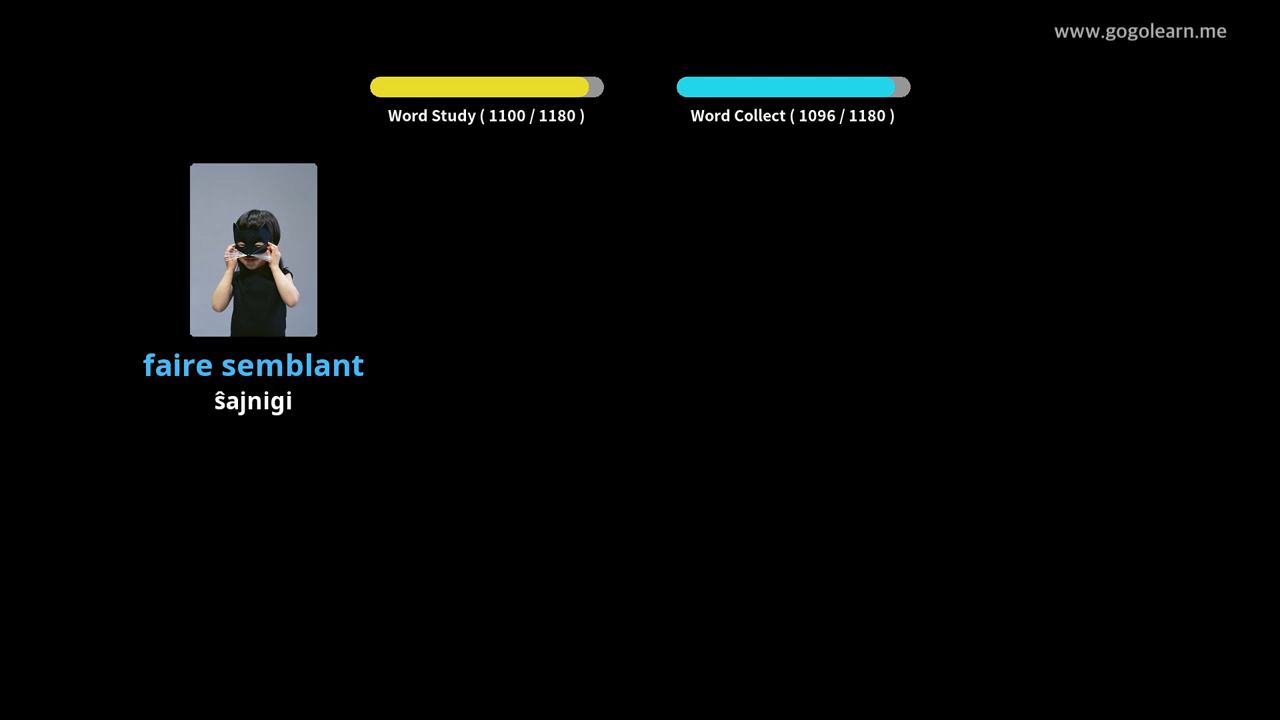 www.gogolearn.me
Word Study ( 1100 / 1180 )
Word Collect ( 1096 / 1180 )
faire semblant
ŝajnigi